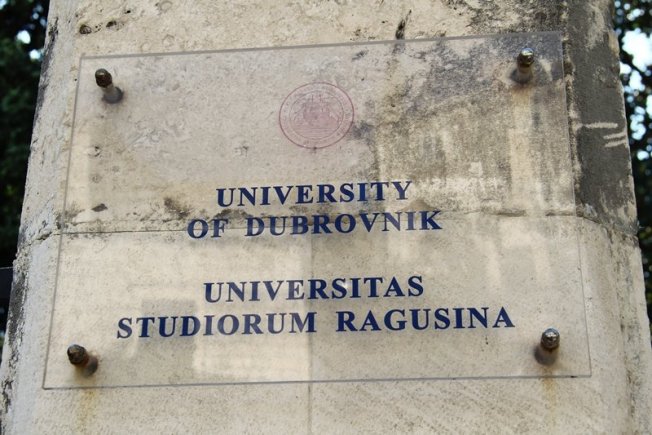 UNIVERSITY
OF DUBROVNIK
UNIVERSITAS
STUDIORUM RAGUSINA